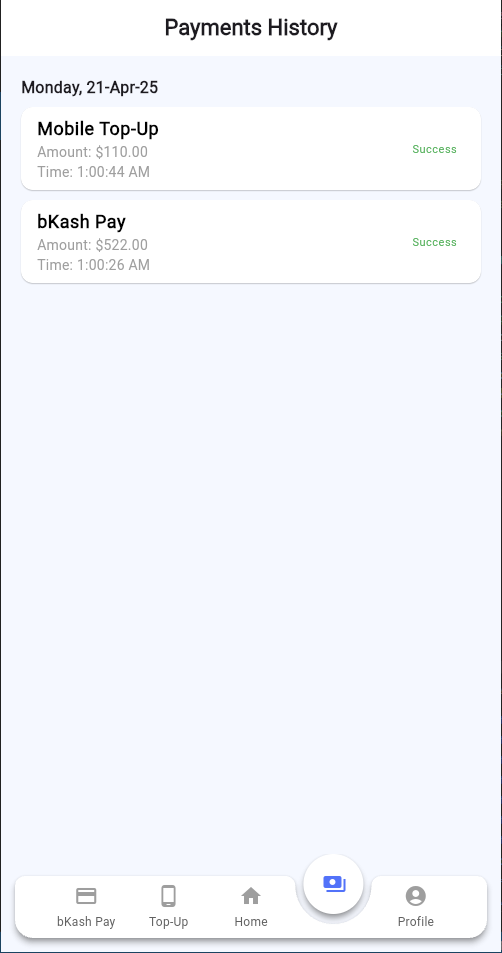 Payments History
Monday, 21-Apr-25
Mobile Top-Up
Amount: $110.00
Success
Time: 1:00:44 AM
bKash Pay
Amount: $522.00
Success
Time: 1:00:26 AM
bKash Pay
Top-Up
Home
Profile